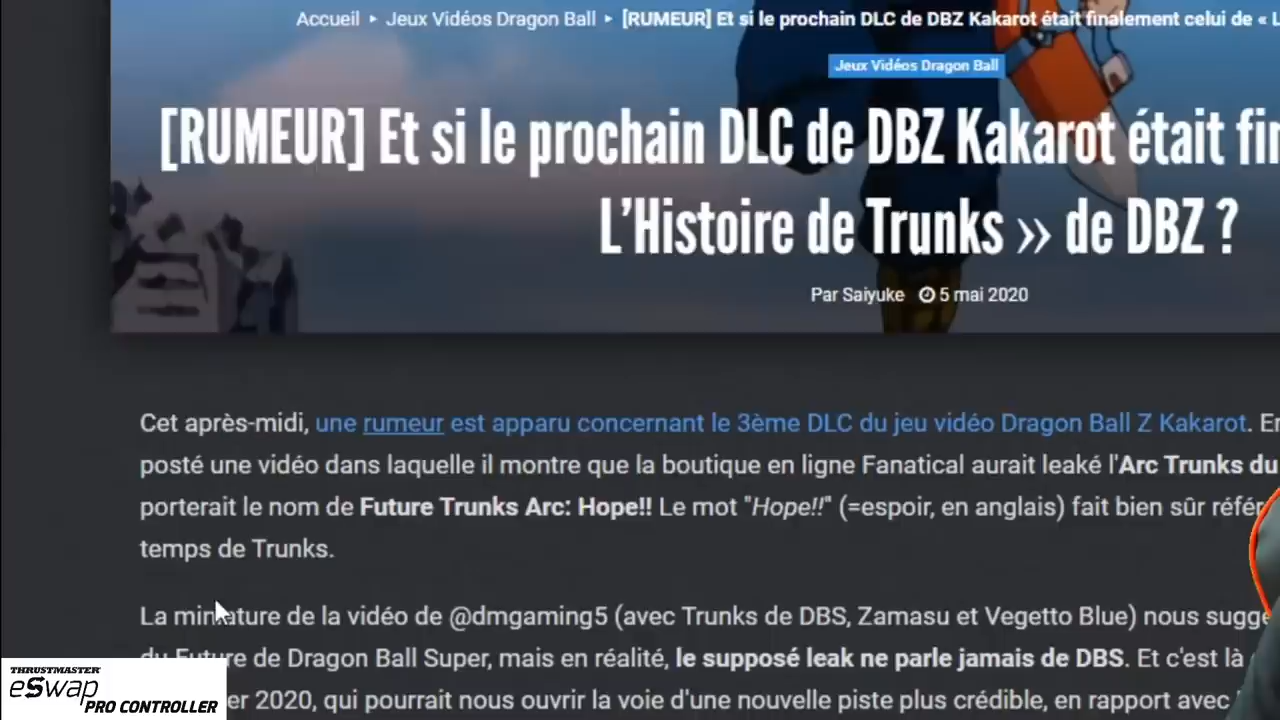 Accueil ▸ Jeux Vidéos Dragon Ball ▸ [RUMEUR] Et si le prochain DLC de DBZ Kakarot était finalement celui de « L
Jeux Vidéos Dragon Ball
[RUMEUR] Et si le prochain DLC de DBZ Kakarot était fin
L'Histoire de Trunks » de DBZ ?
Par Saiyuke 5 mai 2020
Cet après-midi, une rumeur est apparu concernant le 3ème DLC du jeu vidéo Dragon Ball Z Kakarot. En
posté une vidéo dans laquelle il montre que la boutique en ligne Fanatical aurait leaké l'Arc Trunks du
porterait le nom de Future Trunks Arc: Hope!! Le mot "Hope!!" (=espoir, en anglais) fait bien sûr référ
temps de Trunks.
La miniature de la vidéo de @dmgaming5 (avec Trunks de DBS, Zamasu et Vegetto Blue) nous sugg
du Future de Dragon Ball Super, mais en réalité, le supposé leak ne parle jamais de DBS. Et c'est là
er 2020, qui pourrait nous ouvrir la voie d'une nouvelle piste plus crédible, en rapport avec
THRUSTMASTER
eSwap
PRO CONTROLLER